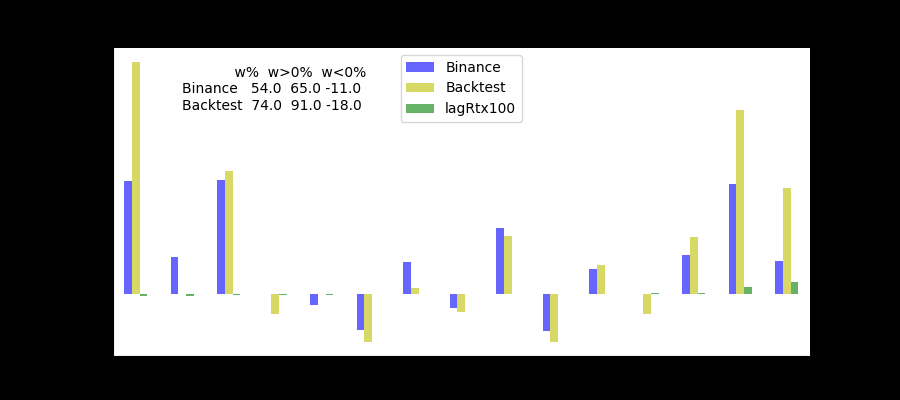 w% w>0% w<0%
Binance 54.0 65.0 -11.0
Backtest 74.0 91.0 -18.0
Binance
Backtest
lagRtx100